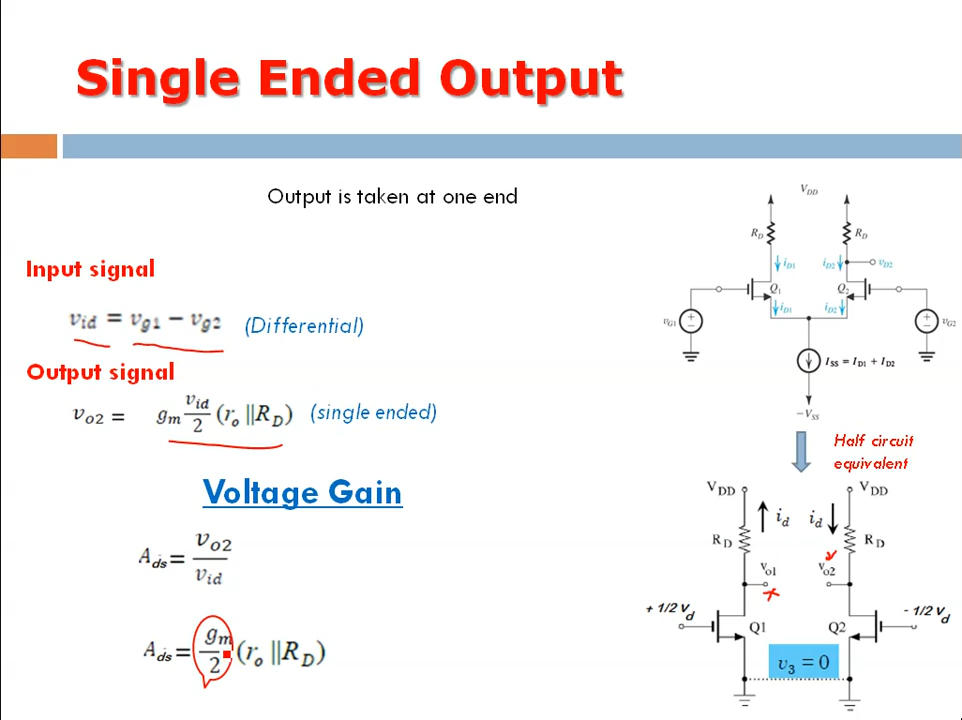 Single Ended Output
Output is taken at one end
Input signal
v_id = v_g1 − v_g2 (Differential)
Output signal
v_o2 = g_m v_id/2 (r_o ||R_D) (single ended)
Voltage Gain
A_ds = v_o2/v_id
A_ds = g_m/2 (r_o ||R_D)
V_DD
R_D R_D
i_D1 i_D2 v_D2
Q_1 Q_2
i_D1 i_D2
v_G1 v_G2
I_SS = I_D1 + I_D2
−V_SS
Half circuit
equivalent
V_DD V_DD
i_d i_d
R_D R_D
v_o1 v_o2
+ 1/2 V_d - 1/2 V_d
Q1 Q2
v_3 = 0